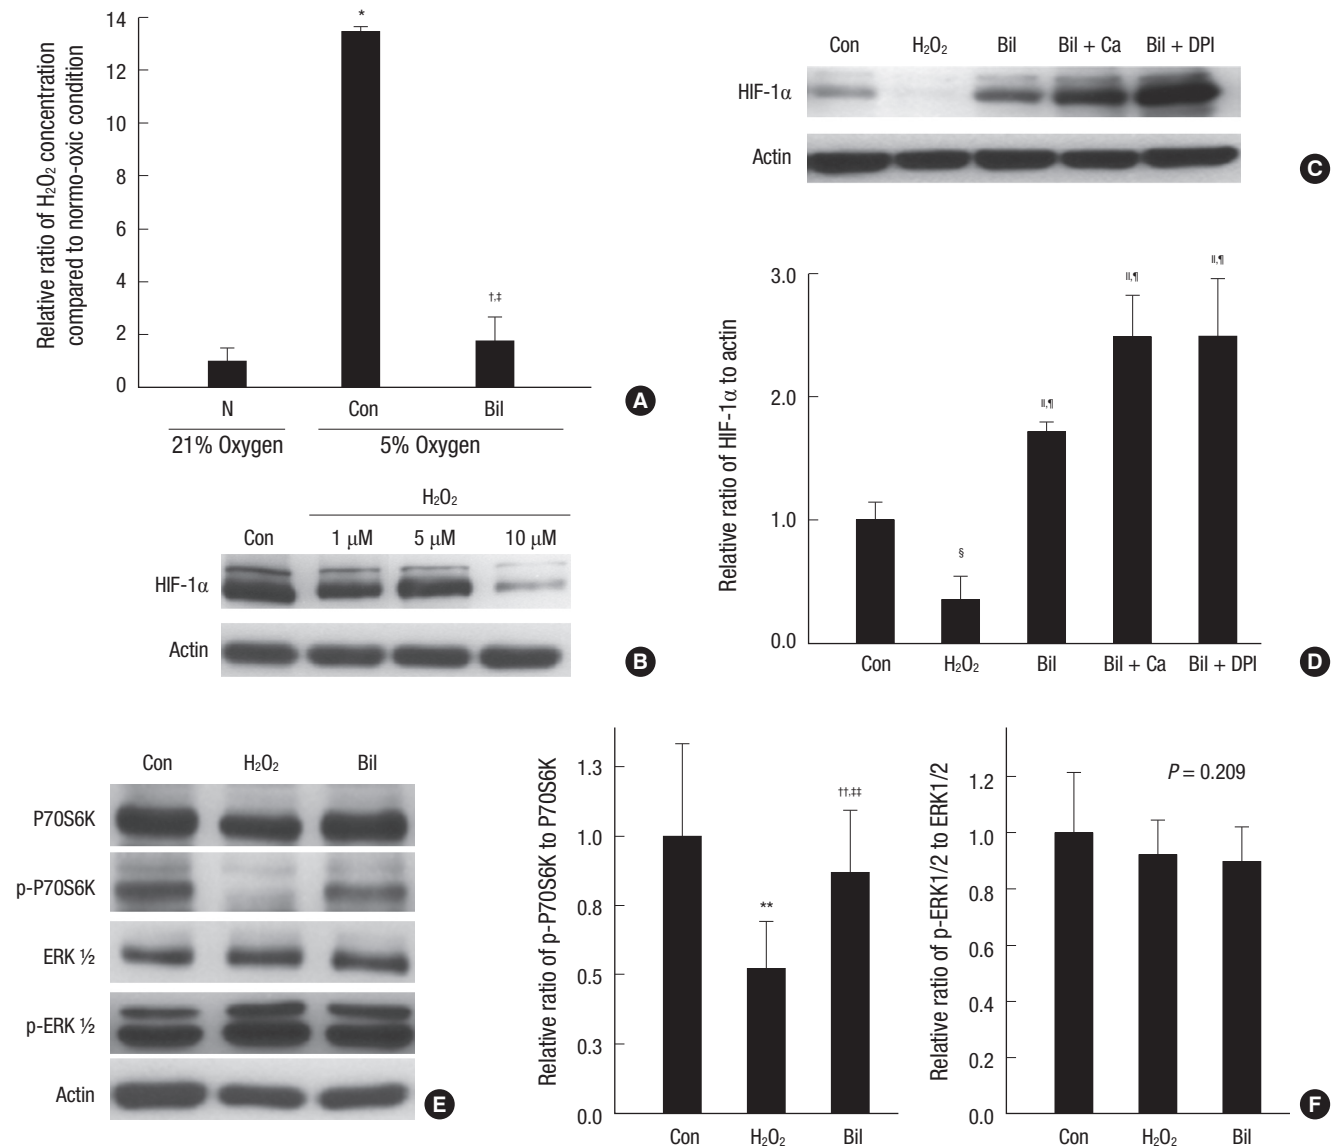 Relative ratio of H₂O₂ concentration
compared to normo-oxic condition
14
12
10
8
6
4
2
0
*
†,‡
N
Con
Bil
21% Oxygen
5% Oxygen
A
H₂O₂
Con
1 μM
5 μM
10 μM
HIF-1α
Actin
B
Con
H₂O₂
Bil
Bil + Ca
Bil + DPI
HIF-1α
Actin
C
Relative ratio of HIF-1α to actin
3.0
2.0
1.0
0.0
§
||,¶
||,¶
||,¶
Con
H₂O₂
Bil
Bil + Ca
Bil + DPI
D
Con
H₂O₂
Bil
P70S6K
p-P70S6K
ERK ½
p-ERK ½
Actin
E
Relative ratio of p-P70S6K to P70S6K
1.3
1.0
0.8
0.5
0.3
0.0
**
††,‡‡
Con
H₂O₂
Bil
Relative ratio of p-ERK1/2 to ERK1/2
1.2
1.0
0.8
0.6
0.4
0.2
0.0
P = 0.209
Con
H₂O₂
Bil
F